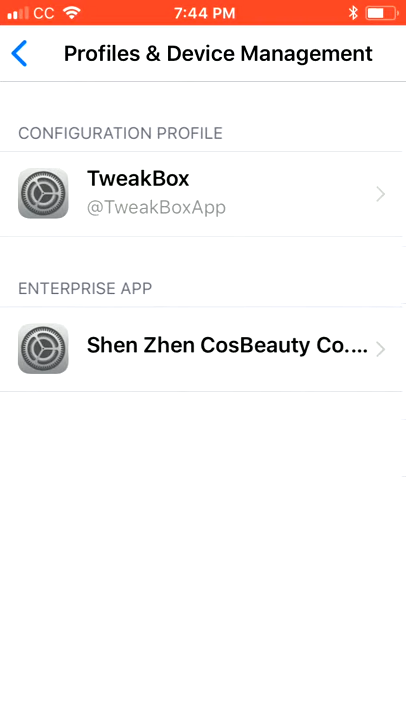 CC 7:44 PM
Profiles & Device Management
CONFIGURATION PROFILE
TweakBox
@TweakBoxApp
ENTERPRISE APP
Shen Zhen CosBeauty Co....